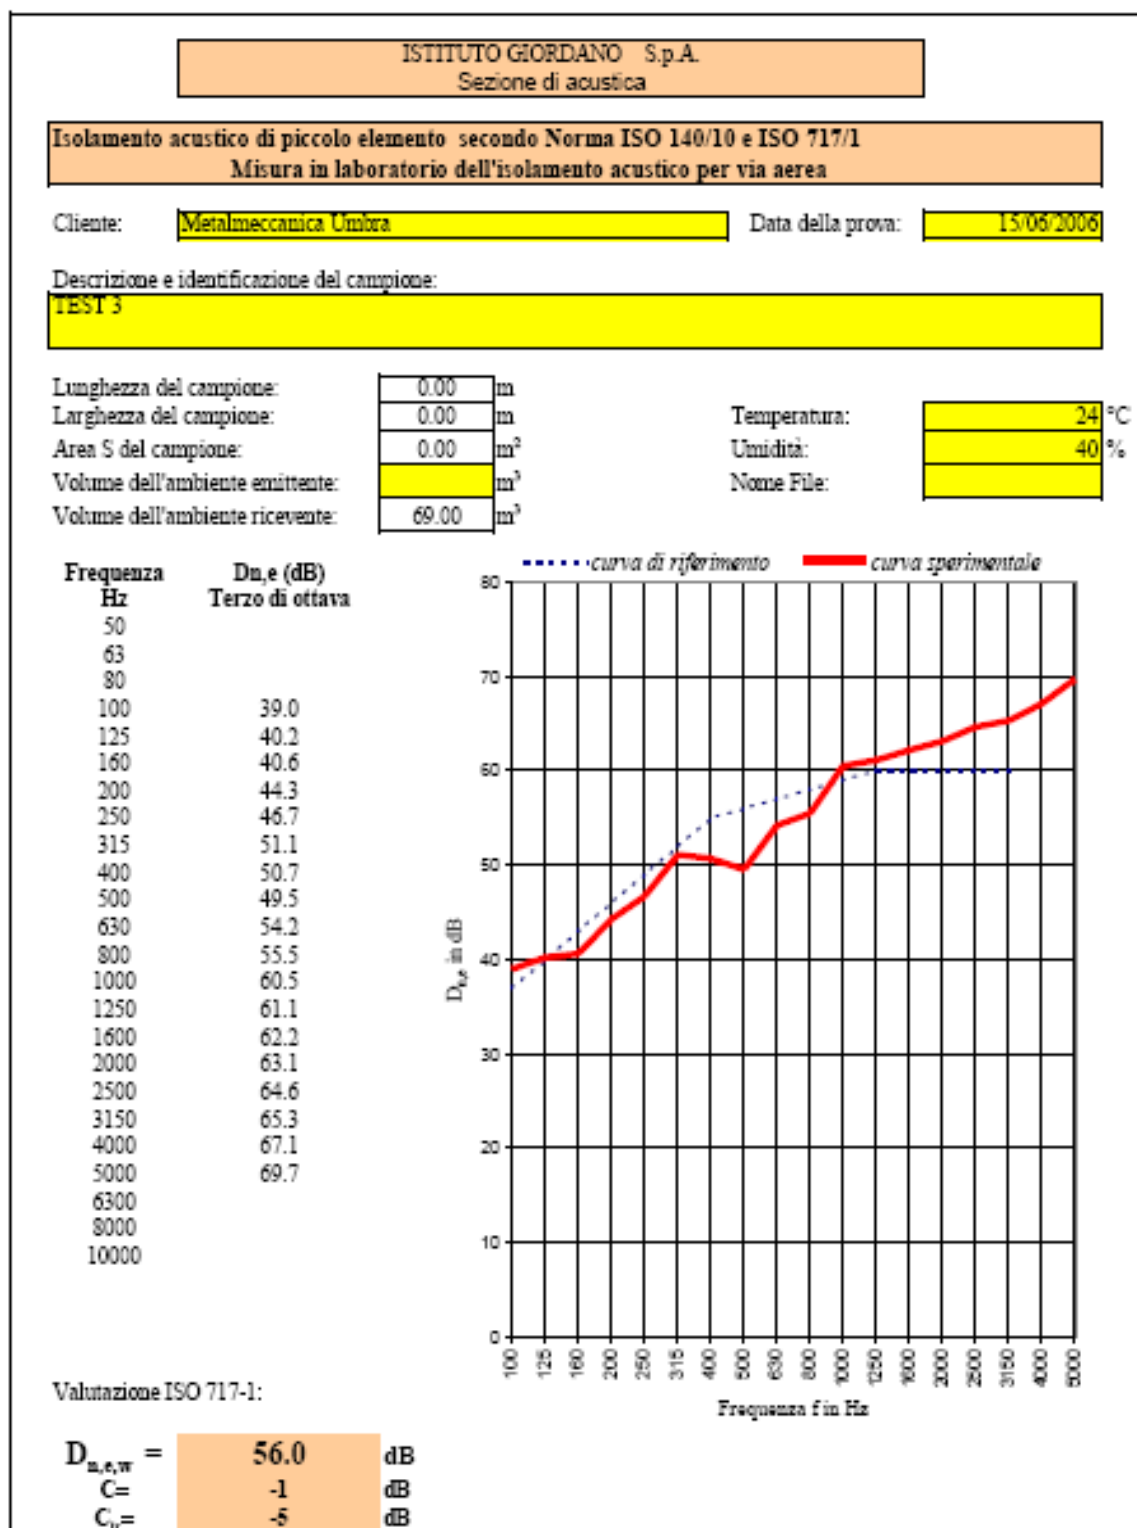 ISTITUTO GIORDANO S.p.A.
Sezione di acustica
Isolamento acustico di piccolo elemento secondo Norma ISO 140/10 e ISO 717/1
Misura in laboratorio dell'isolamento acustico per via aerea
Cliente: Metalmeccanica Umbra Data della prova: 15/06/2006
Descrizione e identificazione del campione:
TEST 3
Lunghezza del campione: 0.00 m
Larghezza del campione: 0.00 m Temperatura: 24 °C
Area S del campione: 0.00 m² Umidità: 40 %
Volume dell'ambiente emittente: m³ Nome File:
Volume dell'ambiente ricevente: 69.00 m³
Frequenza Dn,e (dB)
Hz Terzo di ottava
50
63
80
100 39.0
125 40.2
160 40.6
200 44.3
250 46.7
315 51.1
400 50.7
500 49.5
630 54.2
800 55.5
1000 60.5
1250 61.1
1600 62.2
2000 63.1
2500 64.6
3150 65.3
4000 67.1
5000 69.7
6300
8000
10000
curva di riferimento curva sperimentale
80
70
60
50
40
30
20
10
0
Dn,e in dB
100 125 160 200 250 315 400 500 630 800 1000 1250 1600 2000 2500 3150 4000 5000
Frequenza f in Hz
Valutazione ISO 717-1:
Dn,e,w = 56.0 dB
C= -1 dB
Ctr= -5 dB